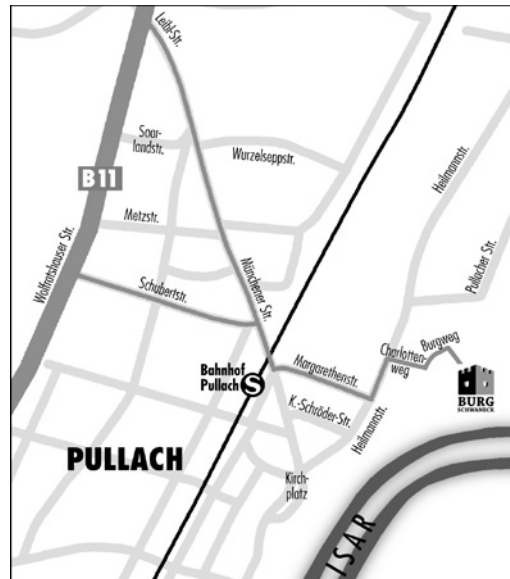 Leibl-Str.
Saar-
landstr.
Wurzelseppstr.
B11
Heilmannstr.
Metzstr.
Wolfratshauser Str.
Münchener Str.
Pullacher Str.
Schubertstr.
Burgweg
Charlotten-
weg
Bahnhof
Pullach
S
Margarethenstr.
BURG
SCHWANECK
K.-Schröder-Str.
Heilmannstr.
PULLACH
Kirch-
platz
ISAR